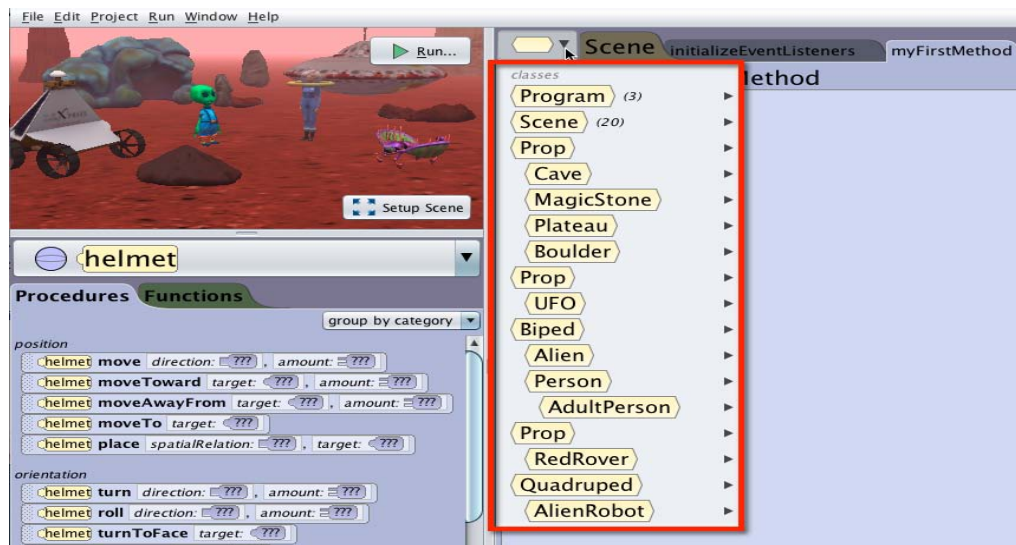 File Edit Project Run Window Help
Run...
Setup Scene
helmet
Procedures Functions
group by category
position
helmet move direction: ??? , amount: ???
helmet moveToward target: ??? , amount: ???
helmet moveAwayFrom target: ??? , amount: ???
helmet moveTo target: ???
helmet place spatialRelation: ??? , target: ???
orientation
helmet turn direction: ??? , amount: ???
helmet roll direction: ??? , amount: ???
helmet turnToFace target: ???
Scene initializeEventListeners myFirstMethod
ethod
classes
Program (3)
Scene (20)
Prop
Cave
MagicStone
Plateau
Boulder
Prop
UFO
Biped
Alien
Person
AdultPerson
Prop
RedRover
Quadruped
AlienRobot